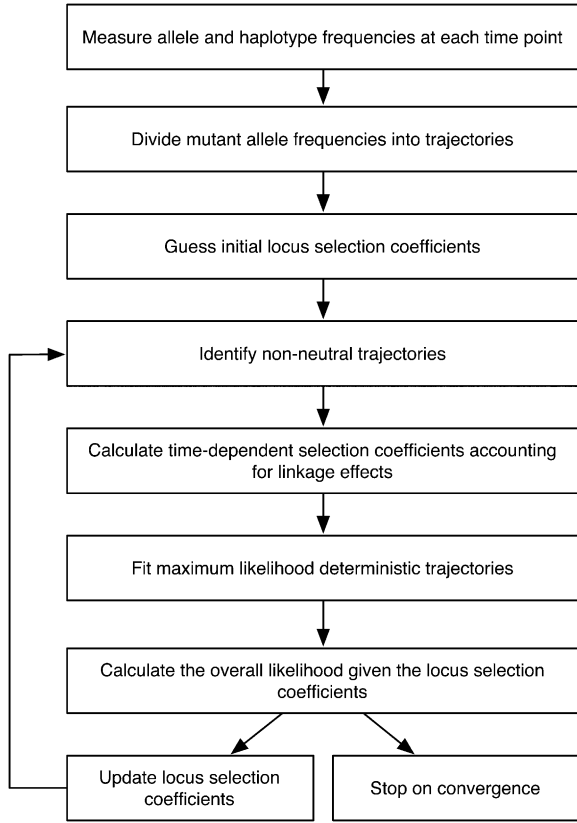 Measure allele and haplotype frequencies at each time point
Divide mutant allele frequencies into trajectories
Guess initial locus selection coefficients
Identify non-neutral trajectories
Calculate time-dependent selection coefficients accounting
for linkage effects
Fit maximum likelihood deterministic trajectories
Calculate the overall likelihood given the locus selection
coefficients
Update locus selection
coefficients
Stop on convergence